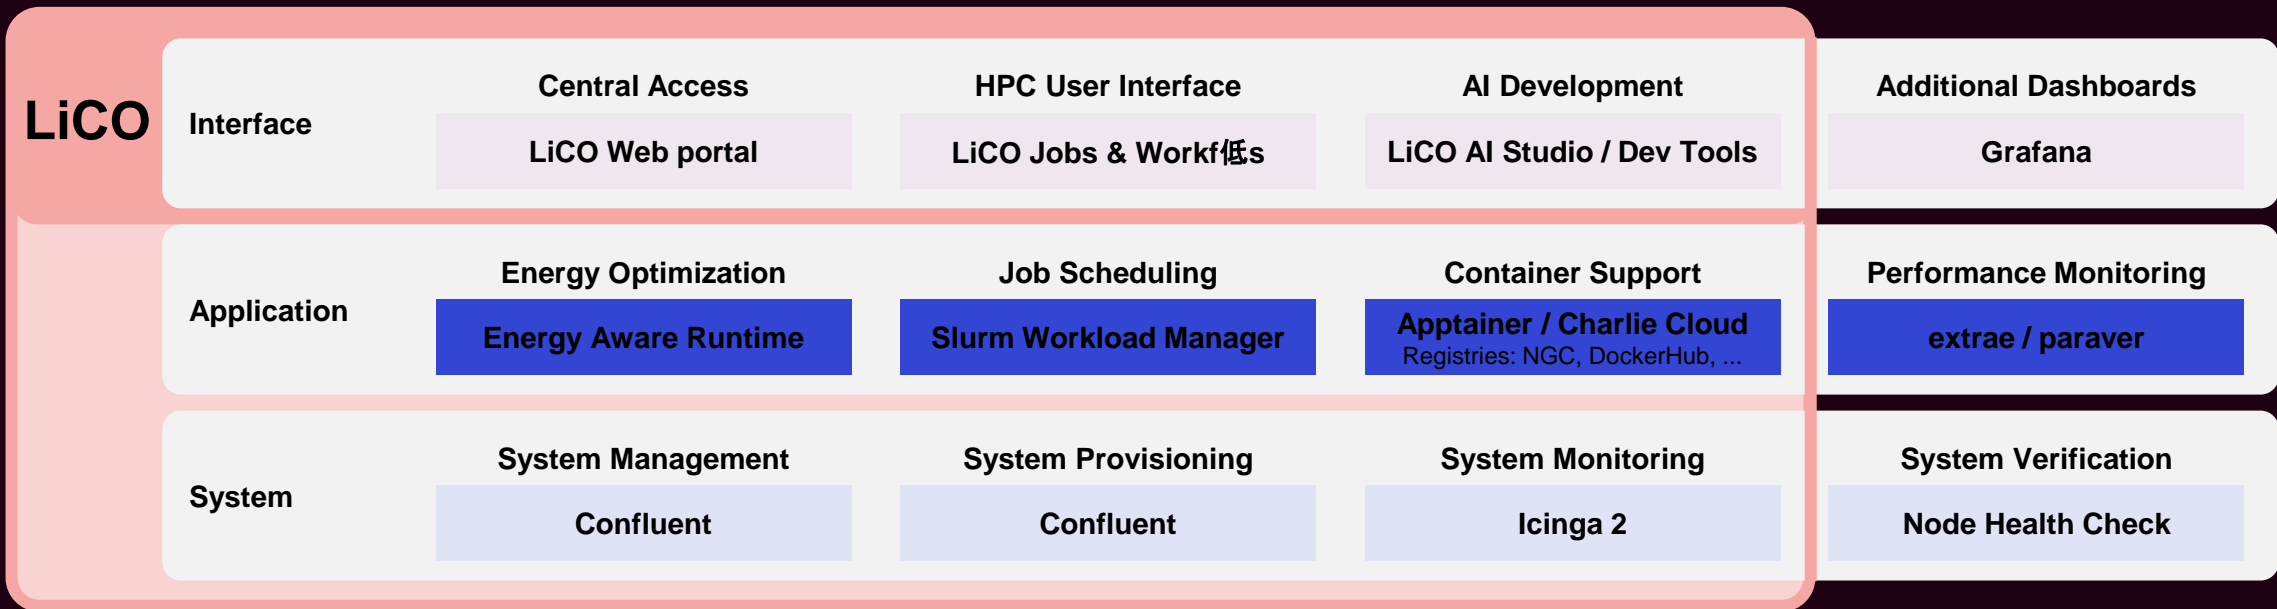 LiCO
Interface
Central Access
LiCO Web portal
HPC User Interface
LiCO Jobs & Workf低s
AI Development
LiCO AI Studio / Dev Tools
Additional Dashboards
Grafana
Application
Energy Optimization
Energy Aware Runtime
Job Scheduling
Slurm Workload Manager
Container Support
Apptainer / Charlie Cloud
Registries: NGC, DockerHub, ...
Performance Monitoring
extrae / paraver
System
System Management
Confluent
System Provisioning
Confluent
System Monitoring
Icinga 2
System Verification
Node Health Check